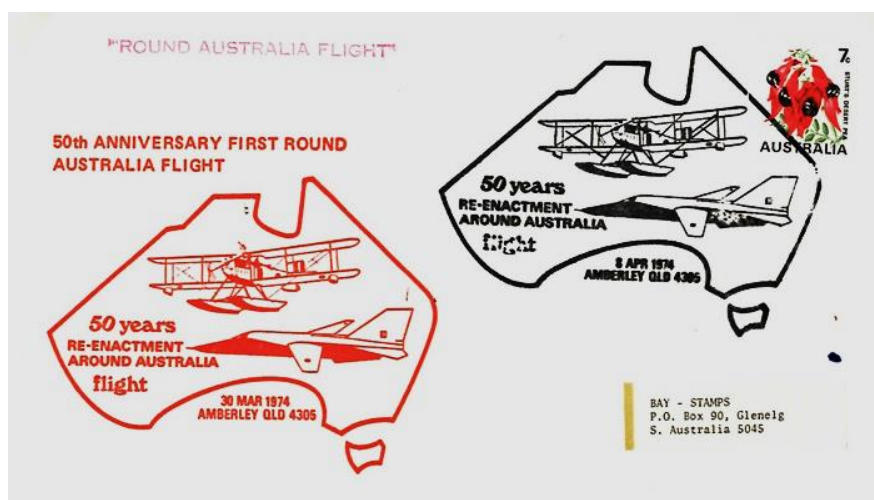 "ROUND AUSTRALIA FLIGHT"
50th ANNIVERSARY FIRST ROUND
AUSTRALIA FLIGHT
50 years
RE-ENACTMENT
AROUND AUSTRALIA
flight
30 MAR 1974
AMBERLEY QLD 4305
7c
STURT'S DESERT PEA
AUSTRALIA
50 years
RE-ENACTMENT
AROUND AUSTRALIA
flight
8 APR 1974
AMBERLEY QLD 4305
BAY - STAMPS
P.O. Box 90, Glenelg
S. Australia 5045